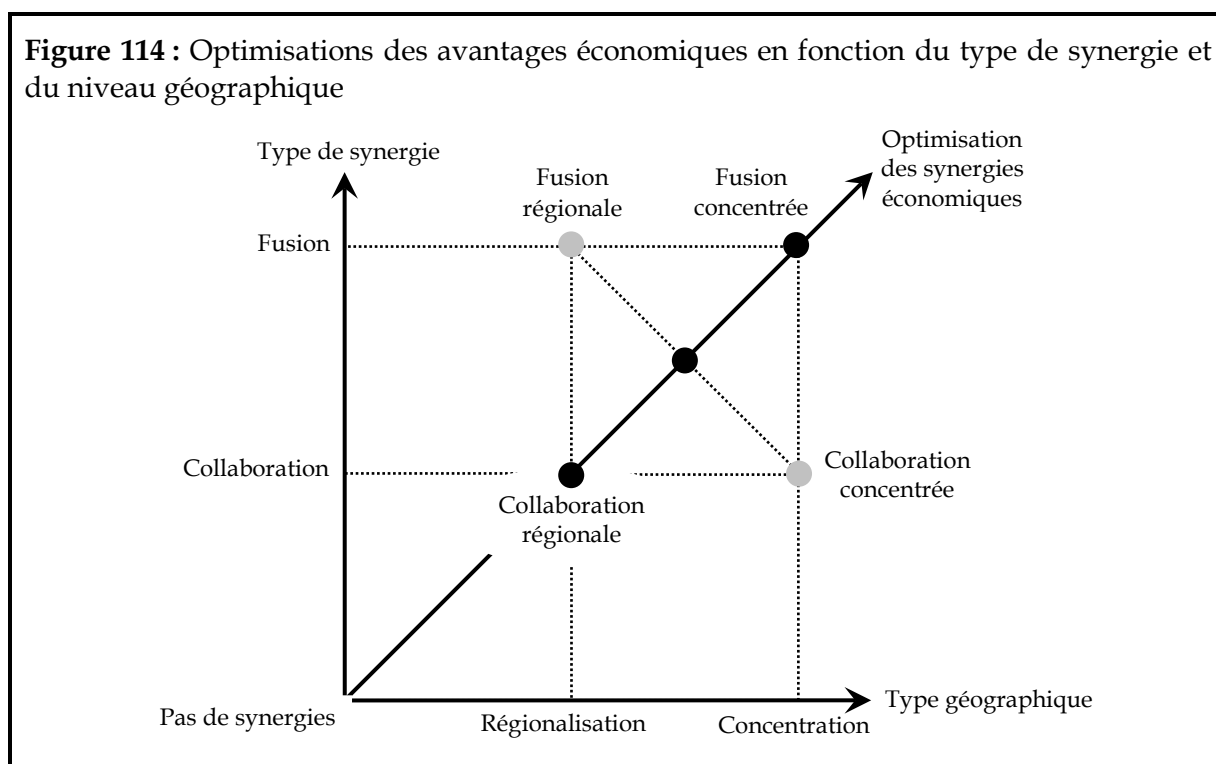 Figure 114 : Optimisations des avantages économiques en fonction du type de synergie et
du niveau géographique
Type de synergie
Optimisation
des synergies
économiques
Fusion
régionale
Fusion
concentrée
Fusion
Collaboration
Collaboration
concentrée
Collaboration
régionale
Pas de synergies
Régionalisation
Concentration
Type géographique